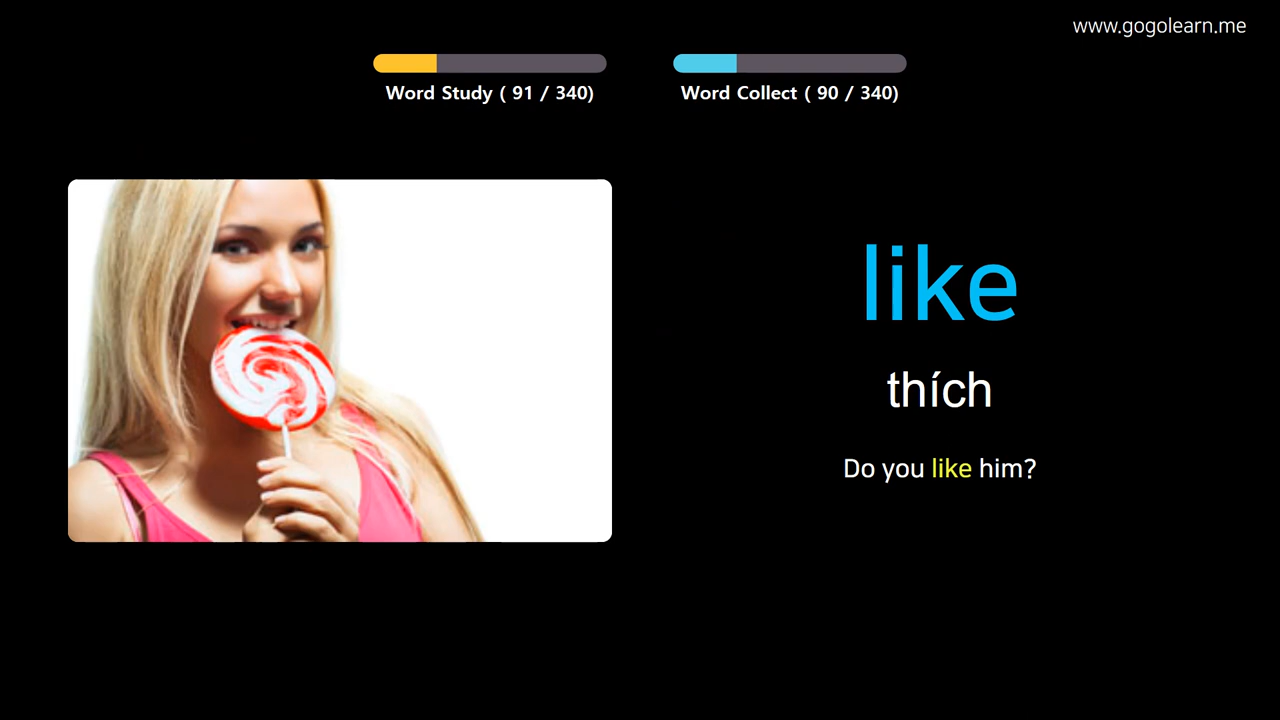 www.gogolearn.me
Word Study ( 91 / 340)
Word Collect ( 90 / 340)
like
thích
Do you like him?